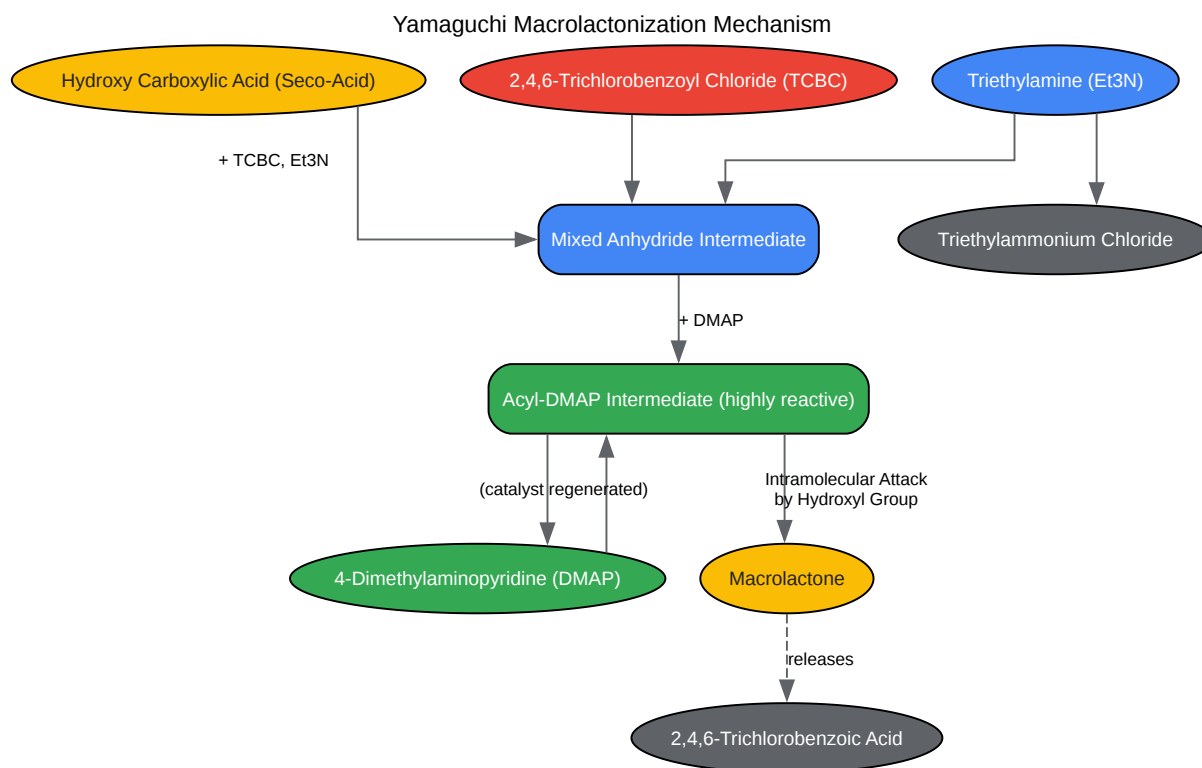 Yamaguchi Macrolactonization Mechanism
Hydroxy Carboxylic Acid (Seco-Acid)
2,4,6-Trichlorobenzoyl Chloride (TCBC)
Triethylamine (Et3N)
+ TCBC, Et3N
Mixed Anhydride Intermediate
Triethylammonium Chloride
+ DMAP
Acyl-DMAP Intermediate (highly reactive)
(catalyst regenerated)
Intramolecular Attack
by Hydroxyl Group
4-Dimethylaminopyridine (DMAP)
Macrolactone
releases
2,4,6-Trichlorobenzoic Acid